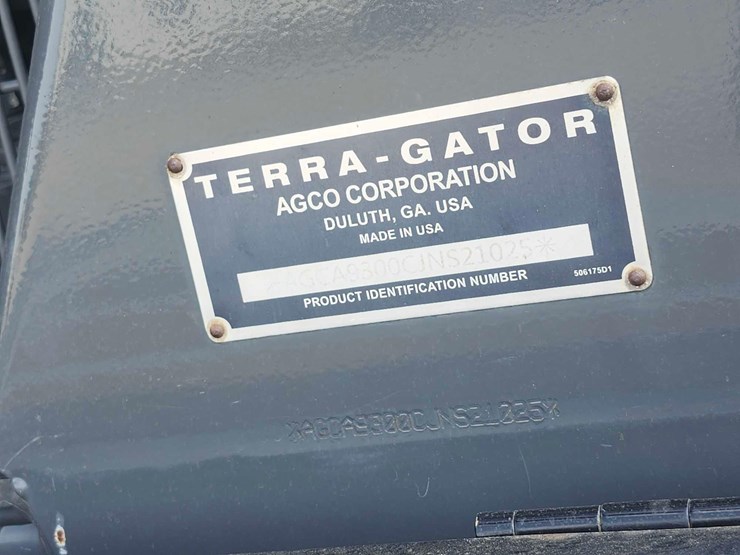 TERRA-GATOR
AGCO CORPORATION
DULUTH, GA. USA
MADE IN USA
*AGCA9300CJNS21025*
PRODUCT IDENTIFICATION NUMBER
506175D1
*AGCA9300CJNS21025*